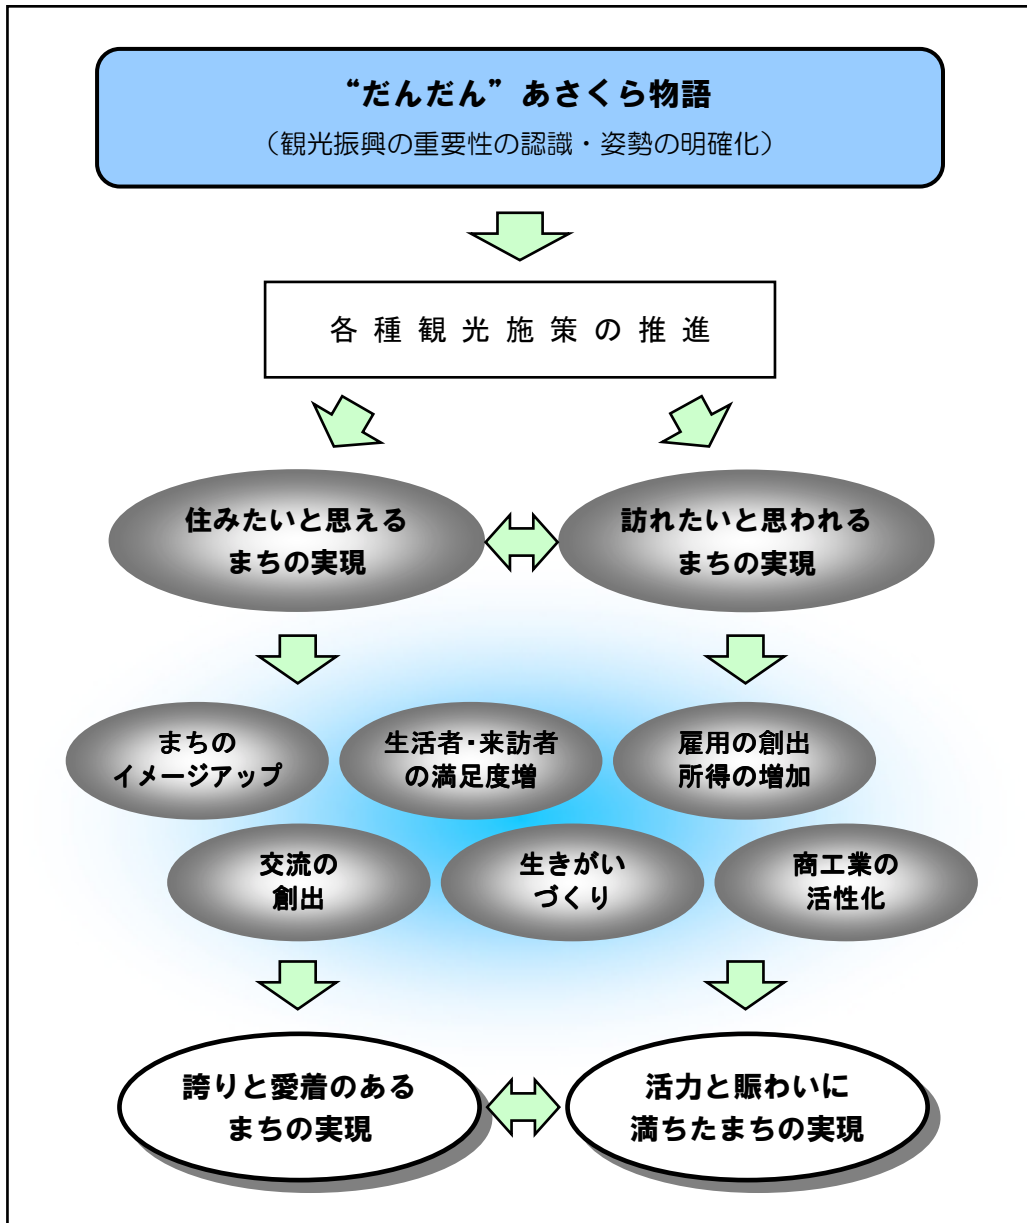 “だんだん”あさくら物語
（観光振興の重要性の認識・姿勢の明確化）
各種観光施策の推進
住みたいと思える
まちの実現
訪れたいと思われる
まちの実現
まちの
イメージアップ
生活者・来訪者
の満足度増
雇用の創出
所得の増加
交流の
創出
生きがい
づくり
商工業の
活性化
誇りと愛着のある
まちの実現
活力と賑わいに
満ちたまちの実現